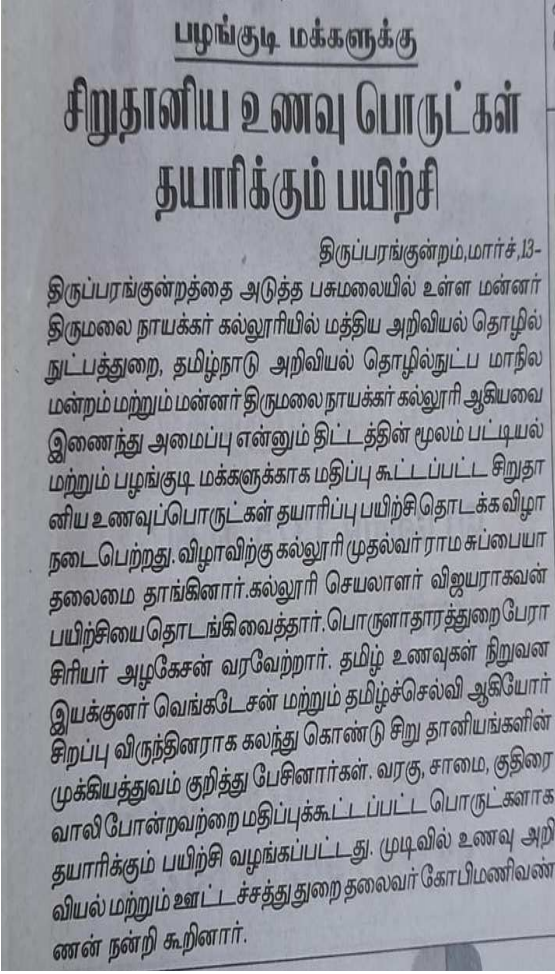 பழங்குடி மக்களுக்கு
சிறுதானிய உணவு பொருட்கள்
தயாரிக்கும் பயிற்சி
திருப்பரங்குன்றம்,மார்ச்,13-
திருப்பரங்குன்றத்தை அடுத்த பசுமலையில் உள்ள மன்னர்
திருமலை நாயக்கர் கல்லூரியில் மத்திய அறிவியல் தொழில்
நுட்பத்துறை, தமிழ்நாடு அறிவியல் தொழில்நுட்ப மாநில
மன்றம் மற்றும் மன்னர் திருமலை நாயக்கர் கல்லூரி ஆகியவை
இணைந்து அமைப்பு என்னும் திட்டத்தின் மூலம் பட்டியல்
மற்றும் பழங்குடி மக்களுக்காக மதிப்பு கூட்டப்பட்ட சிறுதா
னிய உணவுப்பொருட்கள் தயாரிப்பு பயிற்சி தொடக்க விழா
நடைபெற்றது. விழாவிற்கு கல்லூரி முதல்வர் ராம சுப்பையா
தலைமை தாங்கினார்.கல்லூரி செயலாளர் விஜயராகவன்
பயிற்சியை தொடங்கி வைத்தார். பொருளாதாரத்துறை பேரா
சிரியர் அழகேசன் வரவேற்றார். தமிழ் உணவுகள் நிறுவன
இயக்குனர் வெங்கடேசன் மற்றும் தமிழ்ச்செல்வி ஆகியோர்
சிறப்பு விருந்தினராக கலந்து கொண்டு சிறு தானியங்களின்
முக்கியத்துவம் குறித்து பேசினார்கள். வரகு, சாமை, குதிரை
வாலி போன்றவற்றை மதிப்புக்கூட்டப்பட்ட பொருட்களாக
தயாரிக்கும் பயிற்சி வழங்கப்பட்டது. முடிவில் உணவு அறி
வியல் மற்றும் ஊட்டச்சத்து துறை தலைவர் கோபிமணிவண்
ணன் நன்றி கூறினார்.